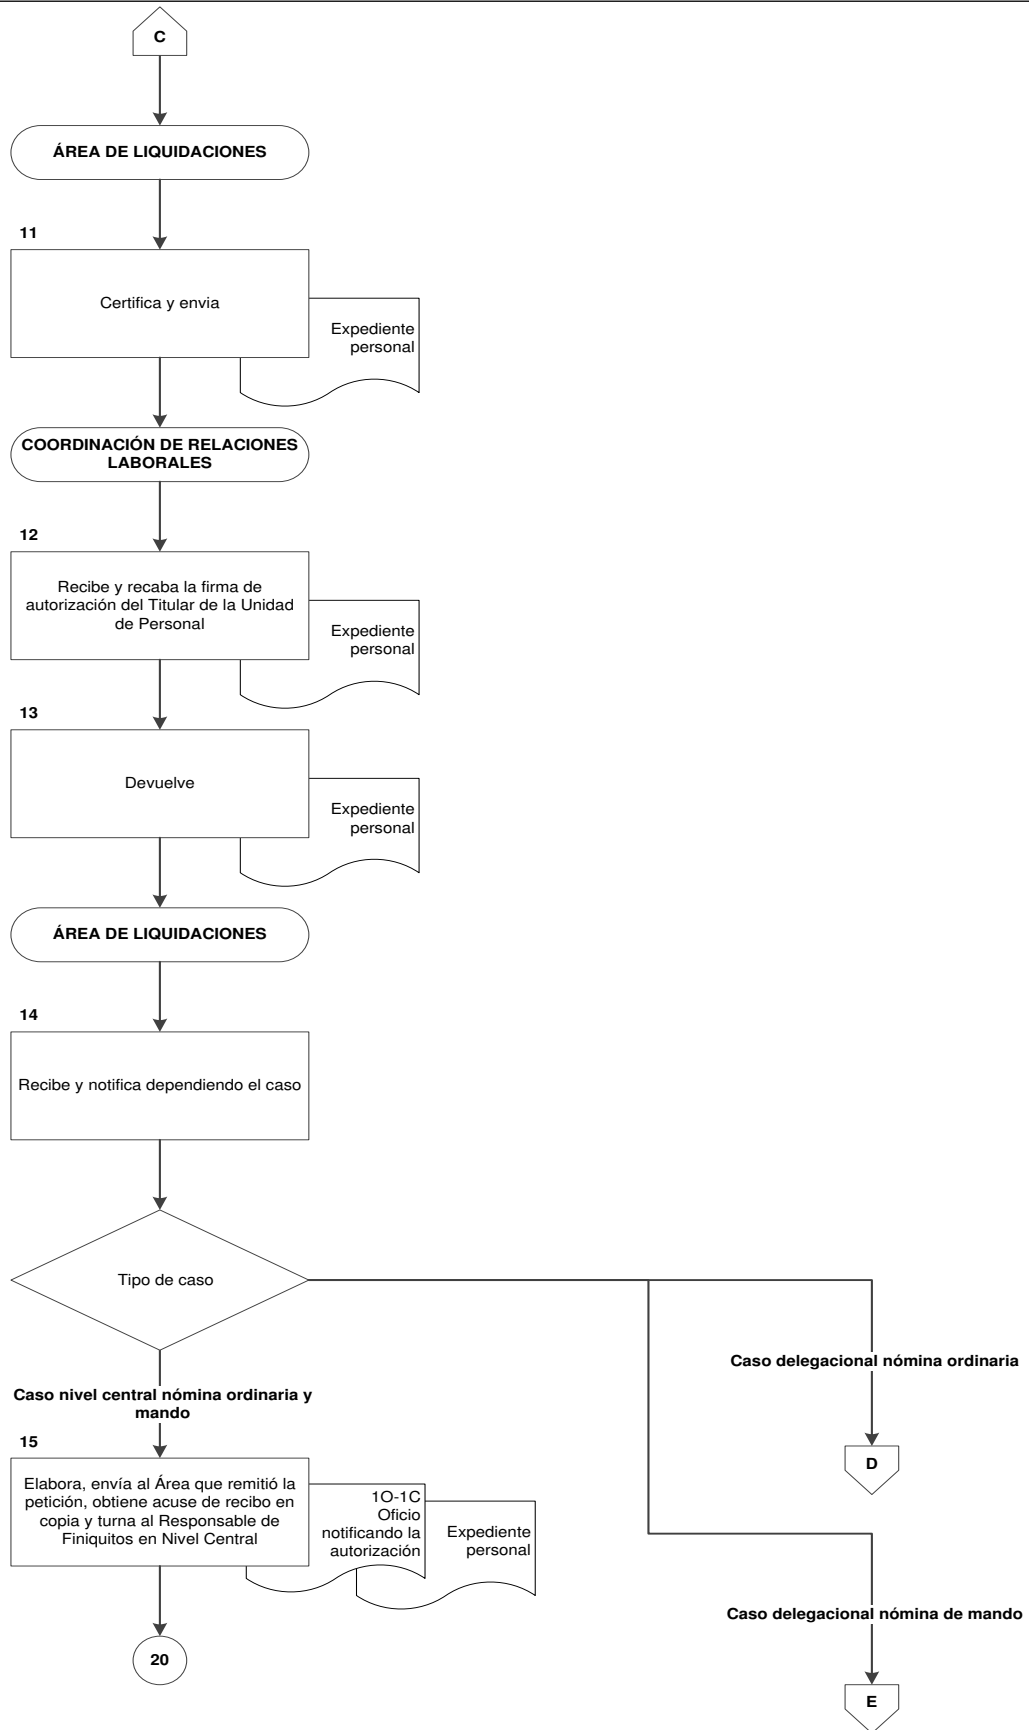 C
ÁREA DE LIQUIDACIONES
11
Certifica y envia
Expediente
personal
COORDINACIÓN DE RELACIONES
LABORALES
12
Recibe y recaba la firma de
autorización del Titular de la Unidad
de Personal
Expediente
personal
13
Devuelve
Expediente
personal
ÁREA DE LIQUIDACIONES
14
Recibe y notifica dependiendo el caso
Tipo de caso
Caso delegacional nómina ordinaria
Caso nivel central nómina ordinaria y
mando
D
15
Elabora, envía al Área que remitió la
petición, obtiene acuse de recibo en
copia y turna al Responsable de
Finiquitos en Nivel Central
1O-1C
Oficio
notificando la
autorización
Expediente
personal
Caso delegacional nómina de mando
20
E